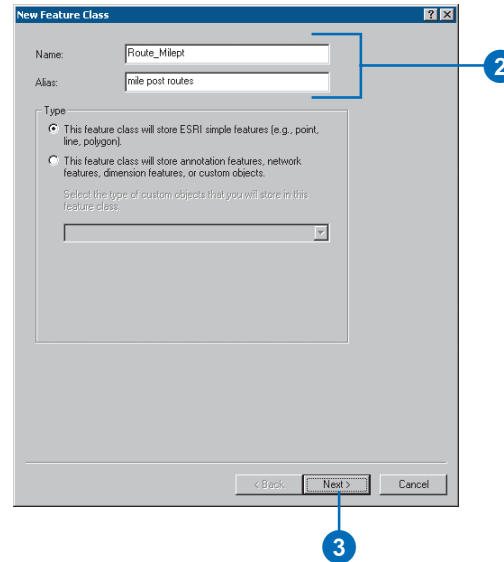 New Feature Class
Name:
Route_Milept
Alias:
mile post routes
2
Type
This feature class will store ESRI simple features (e.g., point,
line, polygon).
This feature class will store annotation features, network
features, dimension features, or custom objects.
Select the type of custom objects that you will store in this
feature class.
< Back
Next >
Cancel
3